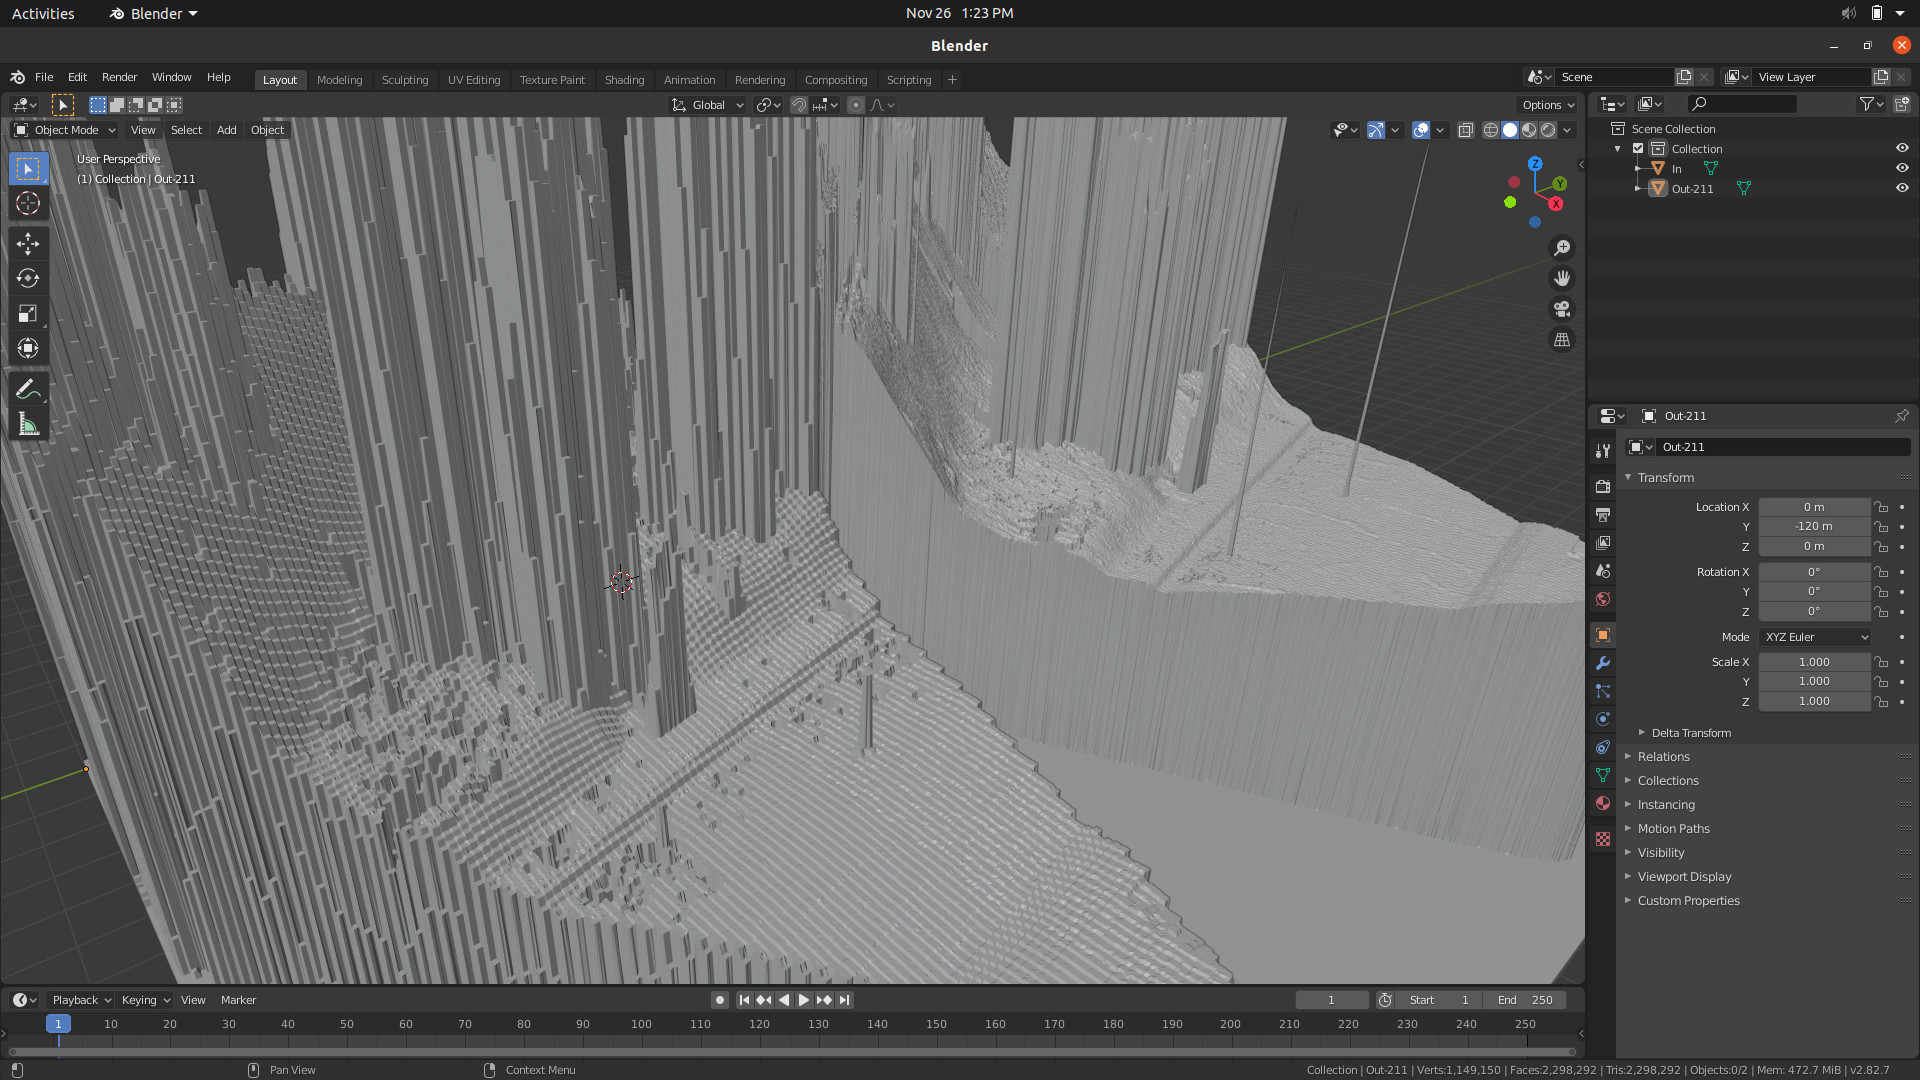 Activities Blender Nov 26 1:23 PM
Blender
File Edit Render Window Help Layout Modeling Sculpting UV Editing Texture Paint Shading Animation Rendering Compositing Scripting + Scene View Layer
Global Options
Object Mode View Select Add Object
User Perspective
(1) Collection | Out-211
Z
Y
X
Scene Collection
Collection
In
Out-211
Out-211
Out-211
Transform
Location X 0 m
Y -120 m
Z 0 m
Rotation X 0°
Y 0°
Z 0°
Mode XYZ Euler
Scale X 1.000
Y 1.000
Z 1.000
Delta Transform
Relations
Collections
Instancing
Motion Paths
Visibility
Viewport Display
Custom Properties
Playback Keying View Marker 1 Start 1 End 250
1 10 20 30 40 50 60 70 80 90 100 110 120 130 140 150 160 170 180 190 200 210 220 230 240 250
Pan View Context Menu Collection | Out-211 | Verts:1,149,150 | Faces:2,298,292 | Tris:2,298,292 | Objects:0/2 | Mem: 472.7 MiB | v2.82.7